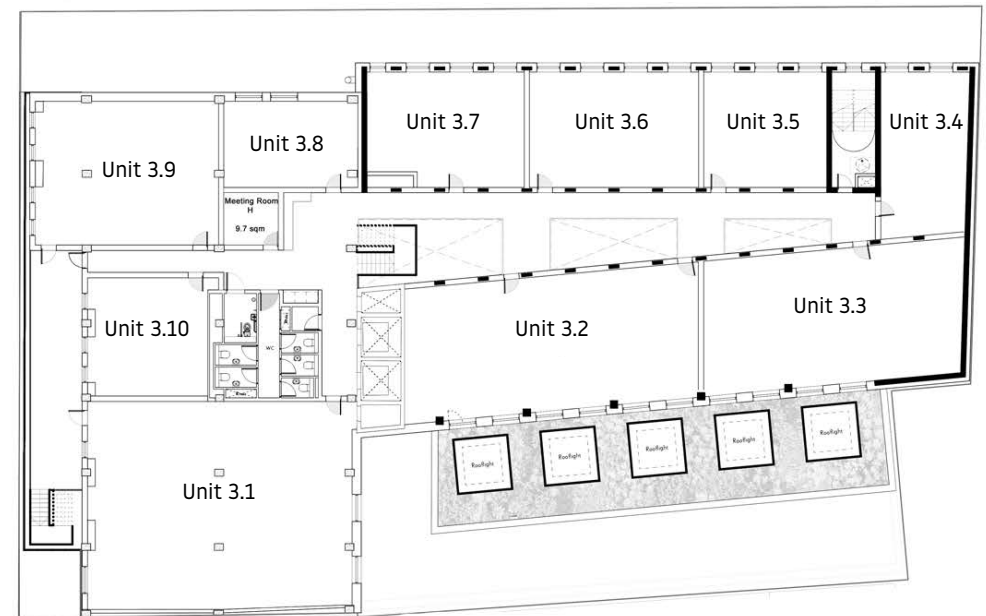 Unit 3.7
Unit 3.6
Unit 3.5
Unit 3.4
Unit 3.8
Unit 3.9
Meeting Room
H
9.7 sqm
Unit 3.10
Unit 3.2
Unit 3.3
WC
Unit 3.1
Rooflight
Rooflight
Rooflight
Rooflight
Rooflight